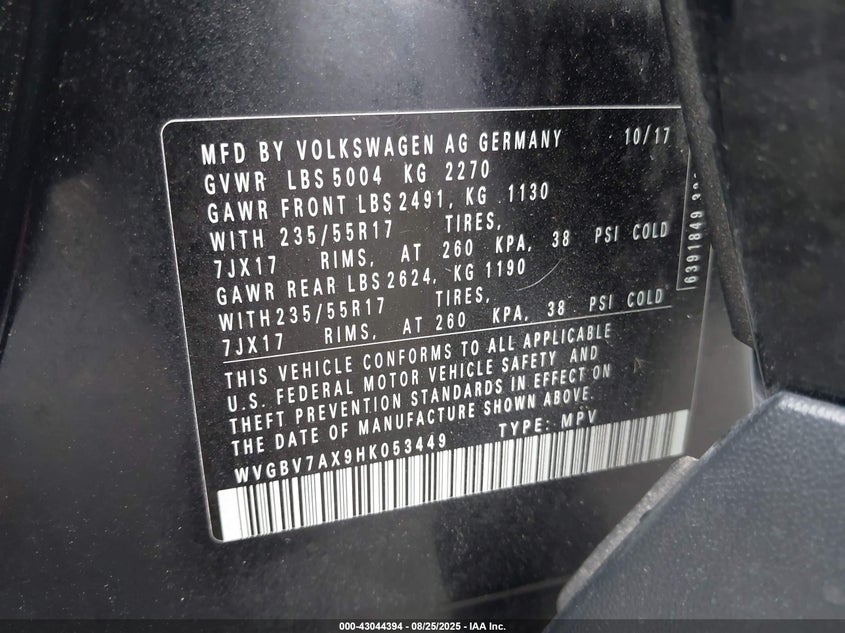 MFD BY VOLKSWAGEN AG GERMANY 10/17
GVWR LBS 5004 KG 2270
GAWR FRONT LBS 2491, KG 1130
WITH 235/55R17 TIRES,
7JX17 RIMS, AT 260 KPA, 38 PSI COLD
GAWR REAR LBS 2624, KG 1190
WITH 235/55R17 TIRES,
7JX17 RIMS, AT 260 KPA, 38 PSI COLD
THIS VEHICLE CONFORMS TO ALL APPLICABLE
U.S. FEDERAL MOTOR VEHICLE SAFETY AND
THEFT PREVENTION STANDARDS IN EFFECT ON
THE DATE OF MANUFACTURE SHOWN ABOVE.
WVGBV7AX9HK053449 TYPE: MPV
6391849
000-43044394 - 08/25/2025 - IAA Inc.